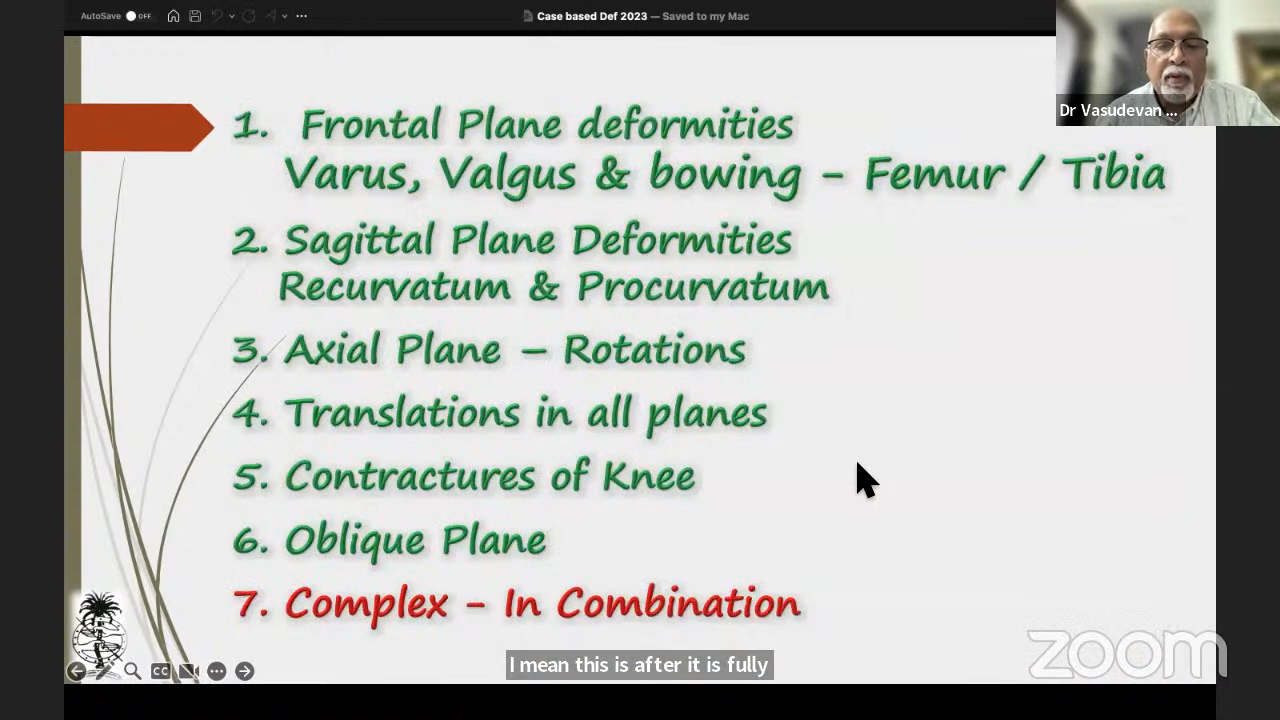 AutoSave OFF
Case based Def 2023 — Saved to my Mac
Dr Vasudevan ...
1. Frontal Plane deformities
Varus, Valgus & bowing - Femur / Tibia
2. Sagittal Plane Deformities
Recurvatum & Procurvatum
3. Axial Plane – Rotations
4. Translations in all planes
5. Contractures of Knee
6. Oblique Plane
7. Complex - In Combination
CC
I mean this is after it is fully
zoom